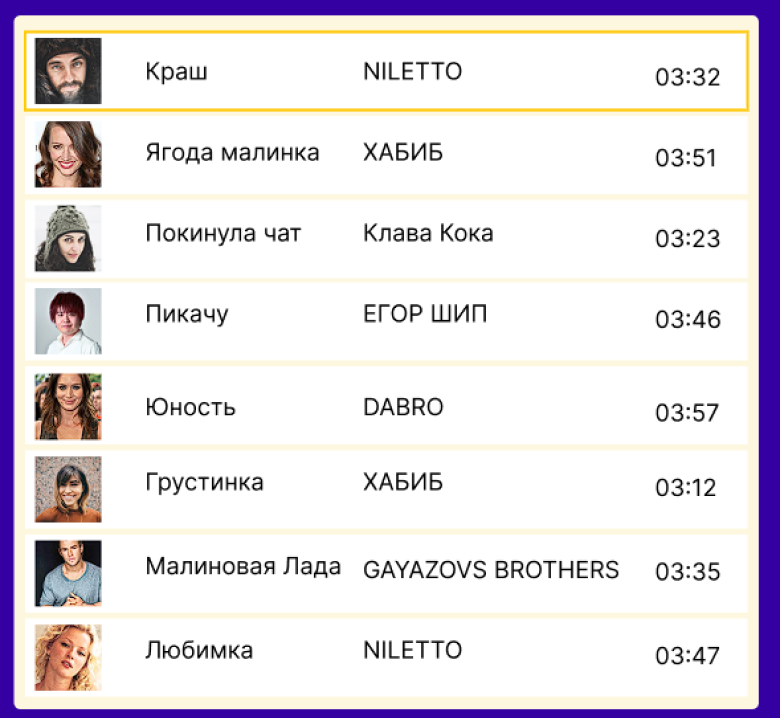 Краш NILETTO 03:32
Ягода малинка ХАБИБ 03:51
Покинула чат Клава Кока 03:23
Пикачу ЕГОР ШИП 03:46
Юность DABRO 03:57
Грустинка ХАБИБ 03:12
Малиновая Лада GAYAZOVS BROTHERS 03:35
Любимка NILETTO 03:47